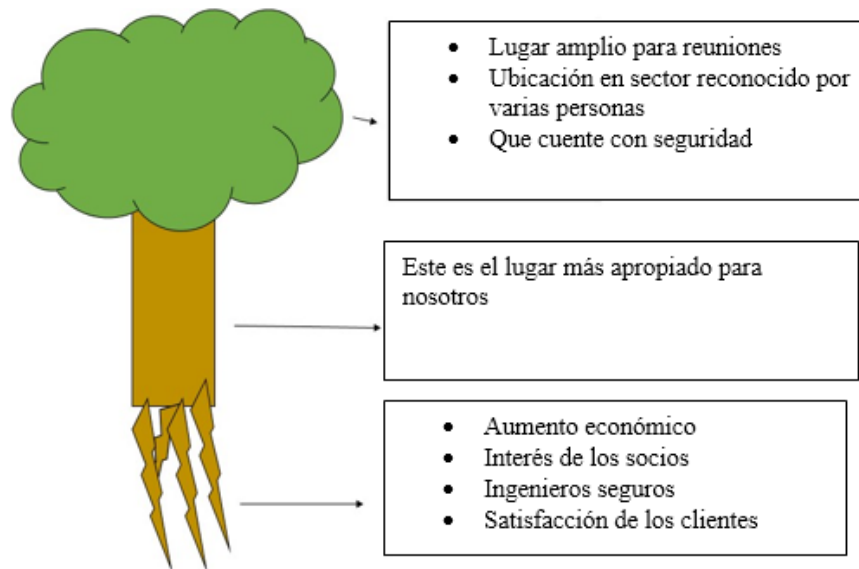 • Lugar amplio para reuniones
• Ubicación en sector reconocido por
varias personas
• Que cuente con seguridad
Este es el lugar más apropiado para
nosotros
• Aumento económico
• Interés de los socios
• Ingenieros seguros
• Satisfacción de los clientes